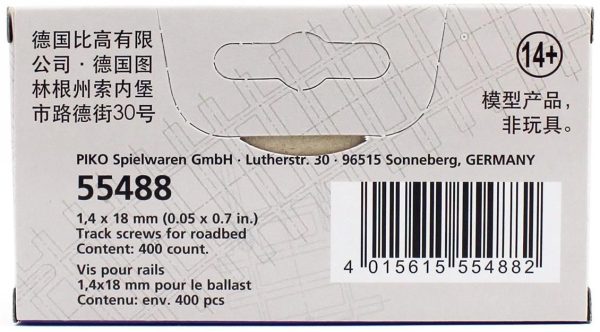 德国比高有限
公司·德国图
林根州索内堡
市路德街30号
14+
模型产品，
非玩具。
PIKO Spielwaren GmbH · Lutherstr. 30 · 96515 Sonneberg, GERMANY
55488
1,4 x 18 mm (0.05 x 0.7 in.)
Track screws for roadbed
Content: 400 count.
Vis pour rails
1,4x18 mm pour le ballast
Contenu: env. 400 pcs
4 015615 554882